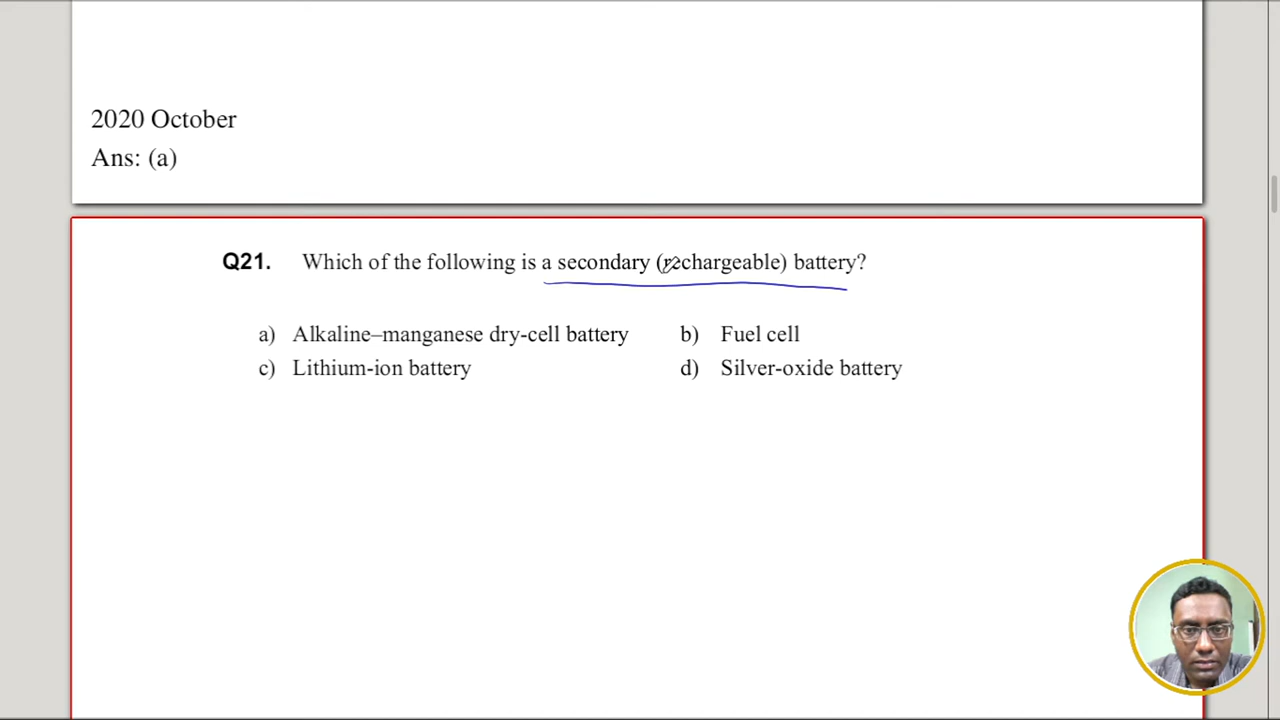 2020 October
Ans: (a)
Q21. Which of the following is a secondary (rechargeable) battery?
a) Alkaline–manganese dry-cell battery b) Fuel cell
c) Lithium-ion battery d) Silver-oxide battery